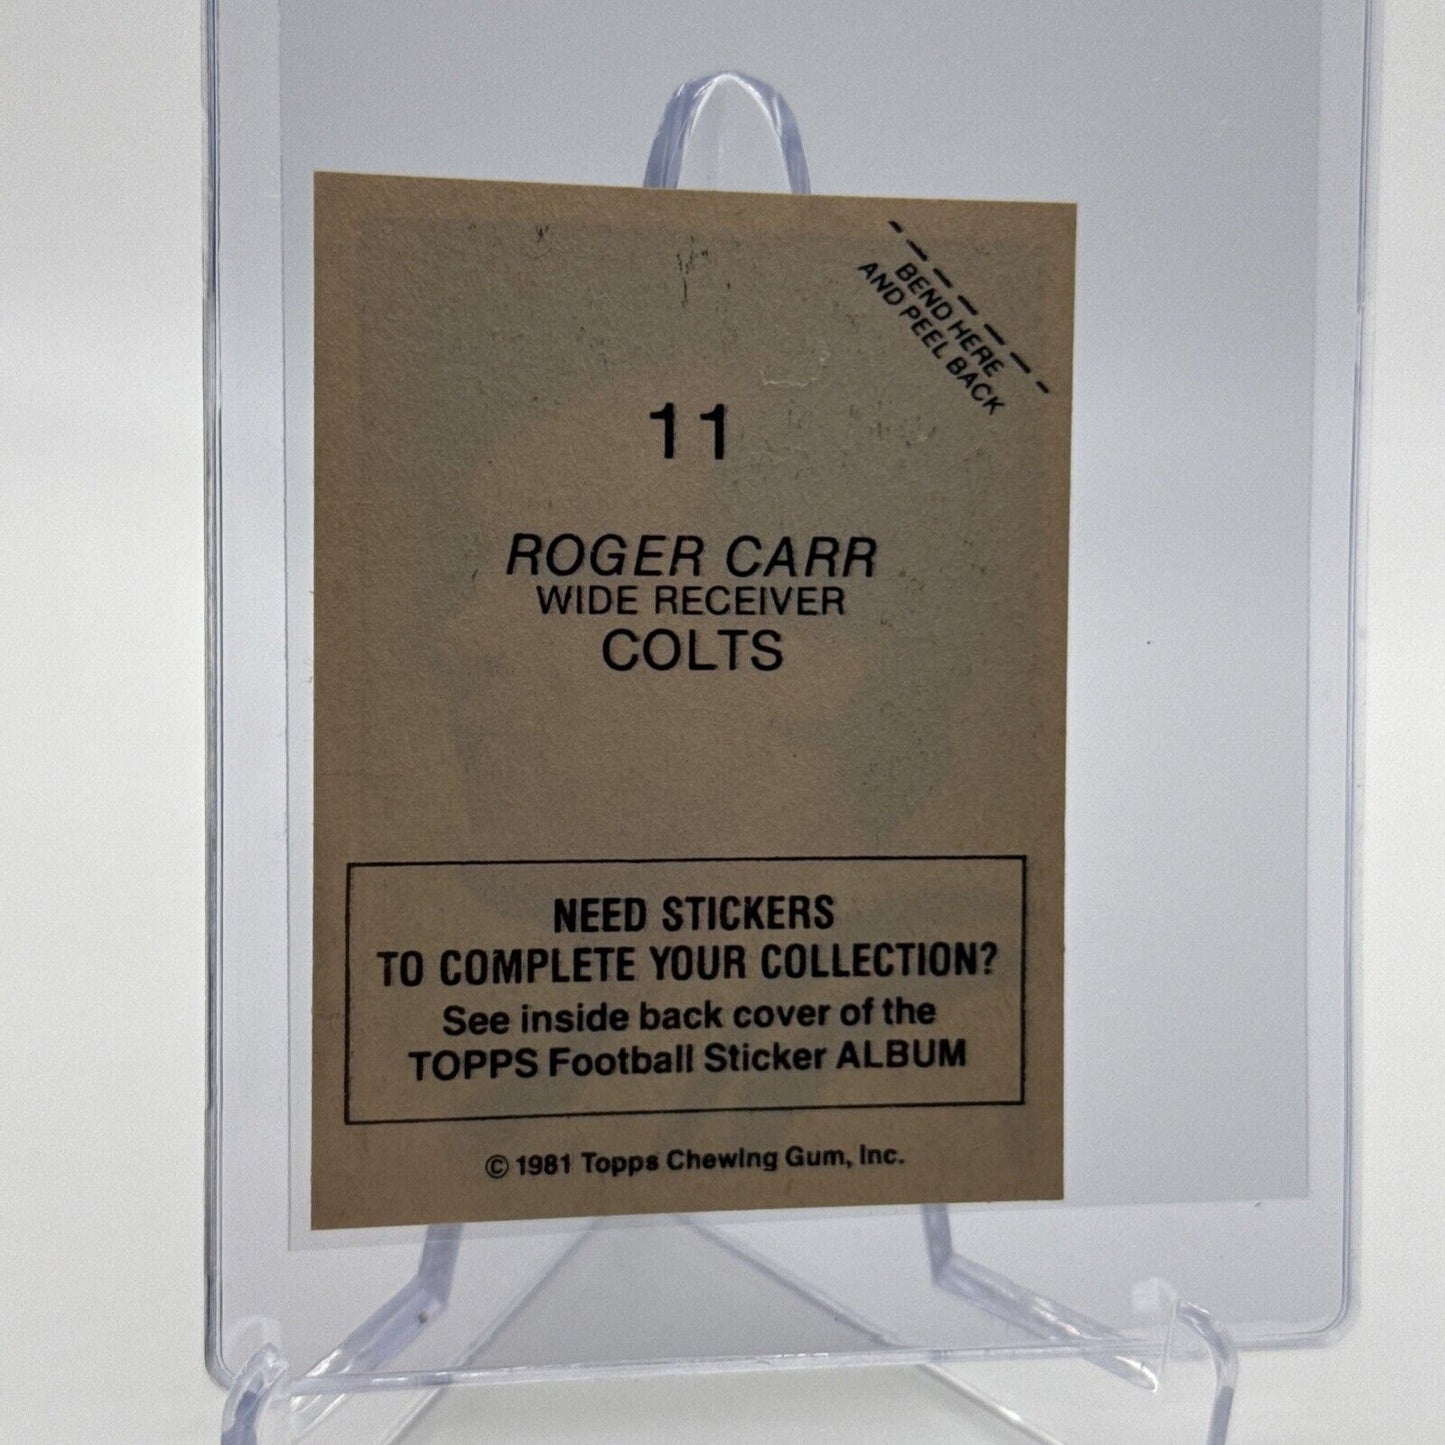 BEND HERE
AND PEEL BACK
11
ROGER CARR
WIDE RECEIVER
COLTS
NEED STICKERS
TO COMPLETE YOUR COLLECTION?
See inside back cover of the
TOPPS Football Sticker ALBUM
© 1981 Topps Chewing Gum, Inc.